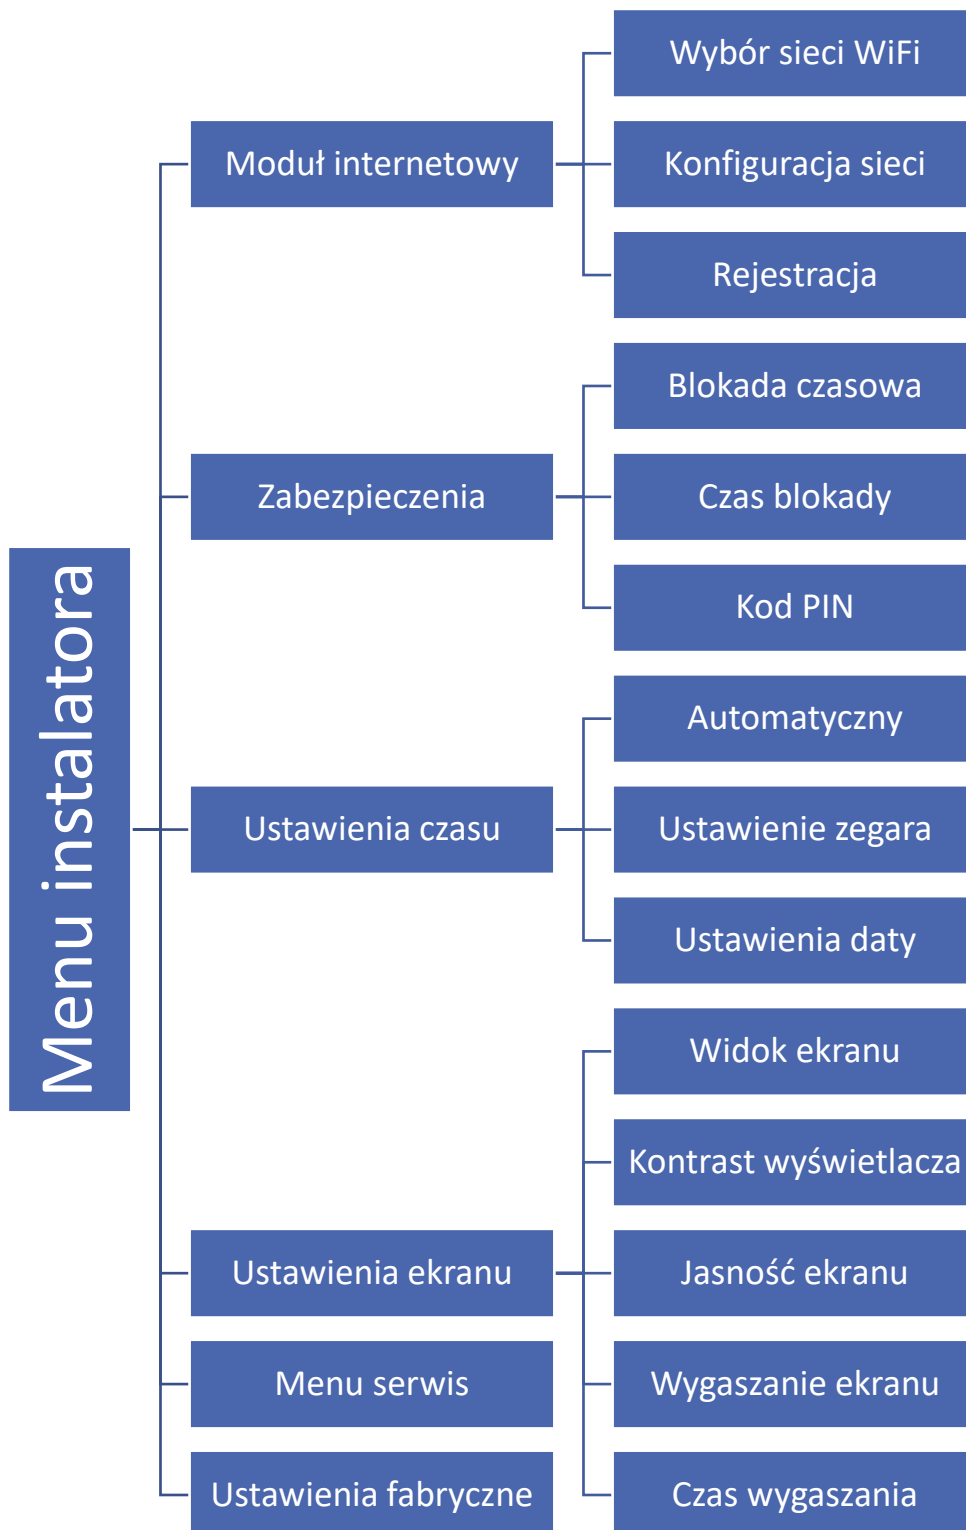 Menu instalatora
Moduł internetowy
Wybór sieci WiFi
Konfiguracja sieci
Rejestracja
Zabezpieczenia
Blokada czasowa
Czas blokady
Kod PIN
Ustawienia czasu
Automatyczny
Ustawienie zegara
Ustawienia daty
Ustawienia ekranu
Widok ekranu
Kontrast wyświetlacza
Jasność ekranu
Wygaszanie ekranu
Czas wygaszania
Menu serwis
Ustawienia fabryczne